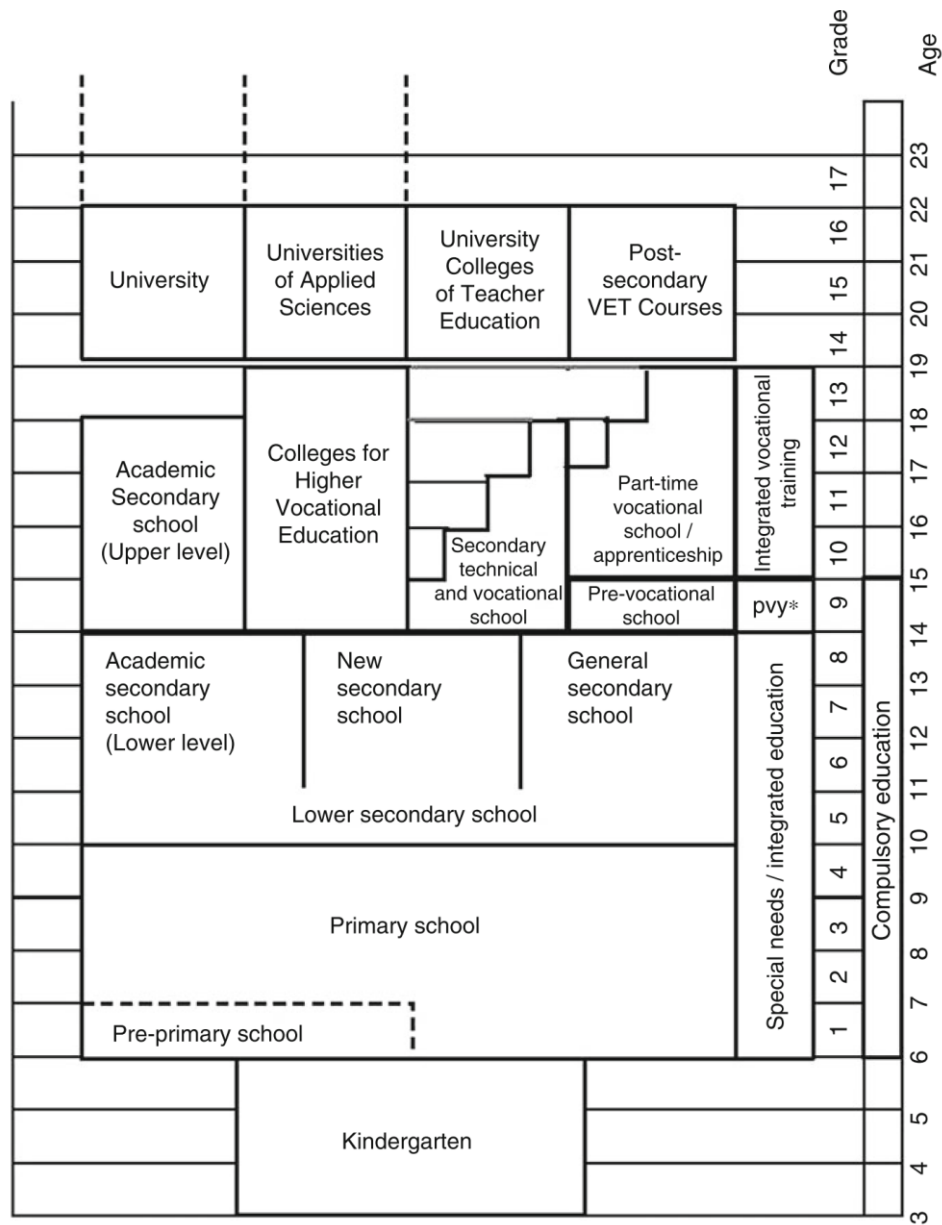 Grade
Age
University
Universities
of Applied
Sciences
University
Colleges
of Teacher
Education
Post-
secondary
VET Courses
Academic
Secondary
school
(Upper level)
Colleges for
Higher
Vocational
Education
Secondary
technical
and vocational
school
Part-time
vocational
school /
apprenticeship
Pre-vocational
school
Integrated vocational
training
pvy*
Academic
secondary
school
(Lower level)
New
secondary
school
General
secondary
school
Lower secondary school
Primary school
Pre-primary school
Kindergarten
Special needs / integrated education
Compulsory education
17
16
15
14
13
12
11
10
9
8
7
6
5
4
3
2
1
23
22
21
20
19
18
17
16
15
14
13
12
11
10
9
8
7
6
5
4
3